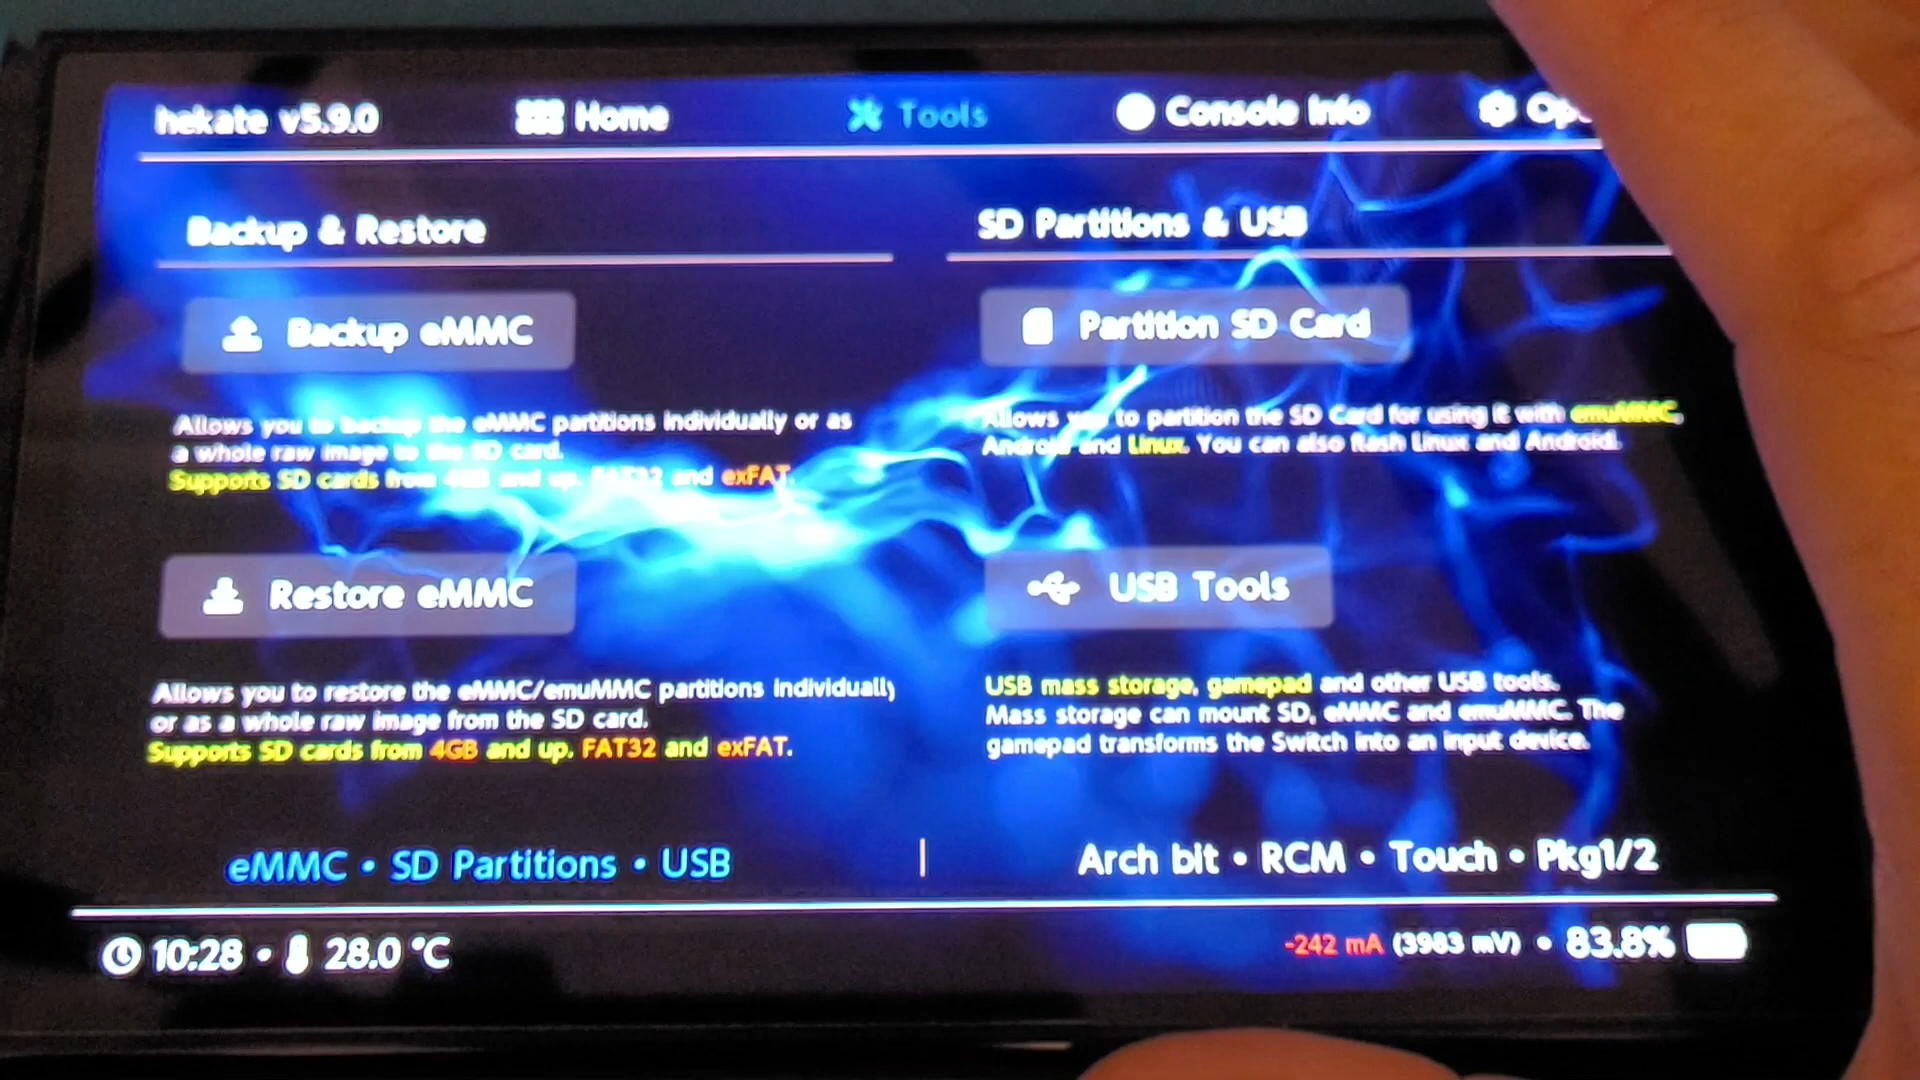 hekate v5.9.0
Home
Tools
Console Info
Backup & Restore
SD Partitions & USB
Backup eMMC
Partition SD Card
Allows you to backup the eMMC partitions individually or as
a whole raw image to the SD card.
Supports SD cards from 4GB and up. FAT32 and exFAT.
Allows you to partition the SD Card for using it with emuMMC,
Android and Linux. You can also flash Linux and Android.
Restore eMMC
USB Tools
Allows you to restore the eMMC/emuMMC partitions individually
or as a whole raw image from the SD card.
Supports SD cards from 4GB and up. FAT32 and exFAT.
USB mass storage, gamepad and other USB tools.
Mass storage can mount SD, eMMC and emuMMC. The
gamepad transforms the Switch into an input device.
eMMC • SD Partitions • USB
Arch bit • RCM • Touch • Pkg1/2
10:28 • 28.0 °C
-242 mA (3983 mV) • 83.8%